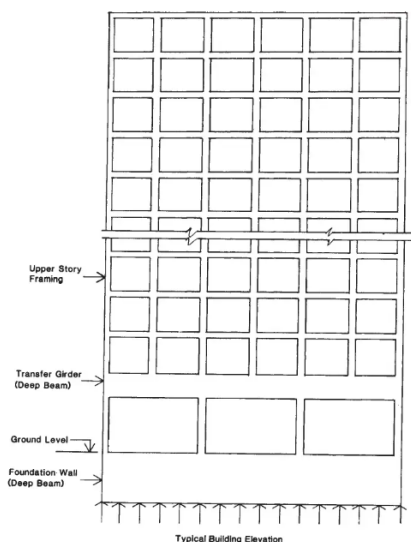 Upper Story
Framing
Transfer Girder
(Deep Beam)
Ground Level
Foundation Wall
(Deep Beam)
Typical Building Elevation